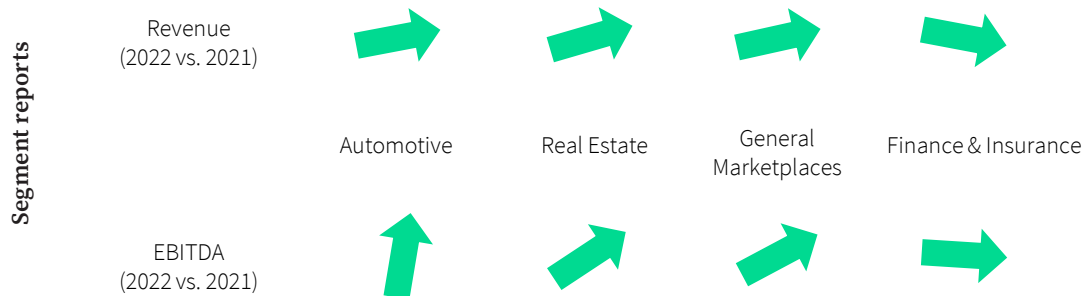 Segment reports
Revenue
(2022 vs. 2021)
Automotive
Real Estate
General
Marketplaces
Finance & Insurance
EBITDA
(2022 vs. 2021)